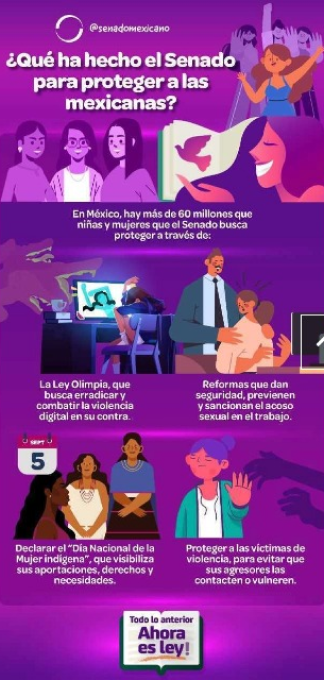 @senadomexicano
¿Qué ha hecho el Senado
para proteger a las
mexicanas?
En México, hay más de 60 millones que
niñas y mujeres que el Senado busca
proteger a través de:
La Ley Olimpia, que
busca erradicar y
combatir la violencia
digital en su contra.
Reformas que dan
seguridad, previenen
y sancionan el acoso
sexual en el trabajo.
SEPT
5
Declarar el "Día Nacional de la
Mujer indígena", que visibiliza
sus aportaciones, derechos y
necesidades.
Proteger a las víctimas de
violencia, para evitar que
sus agresores las
contacten o vulneren.
Todo lo anterior
Ahora
es ley!